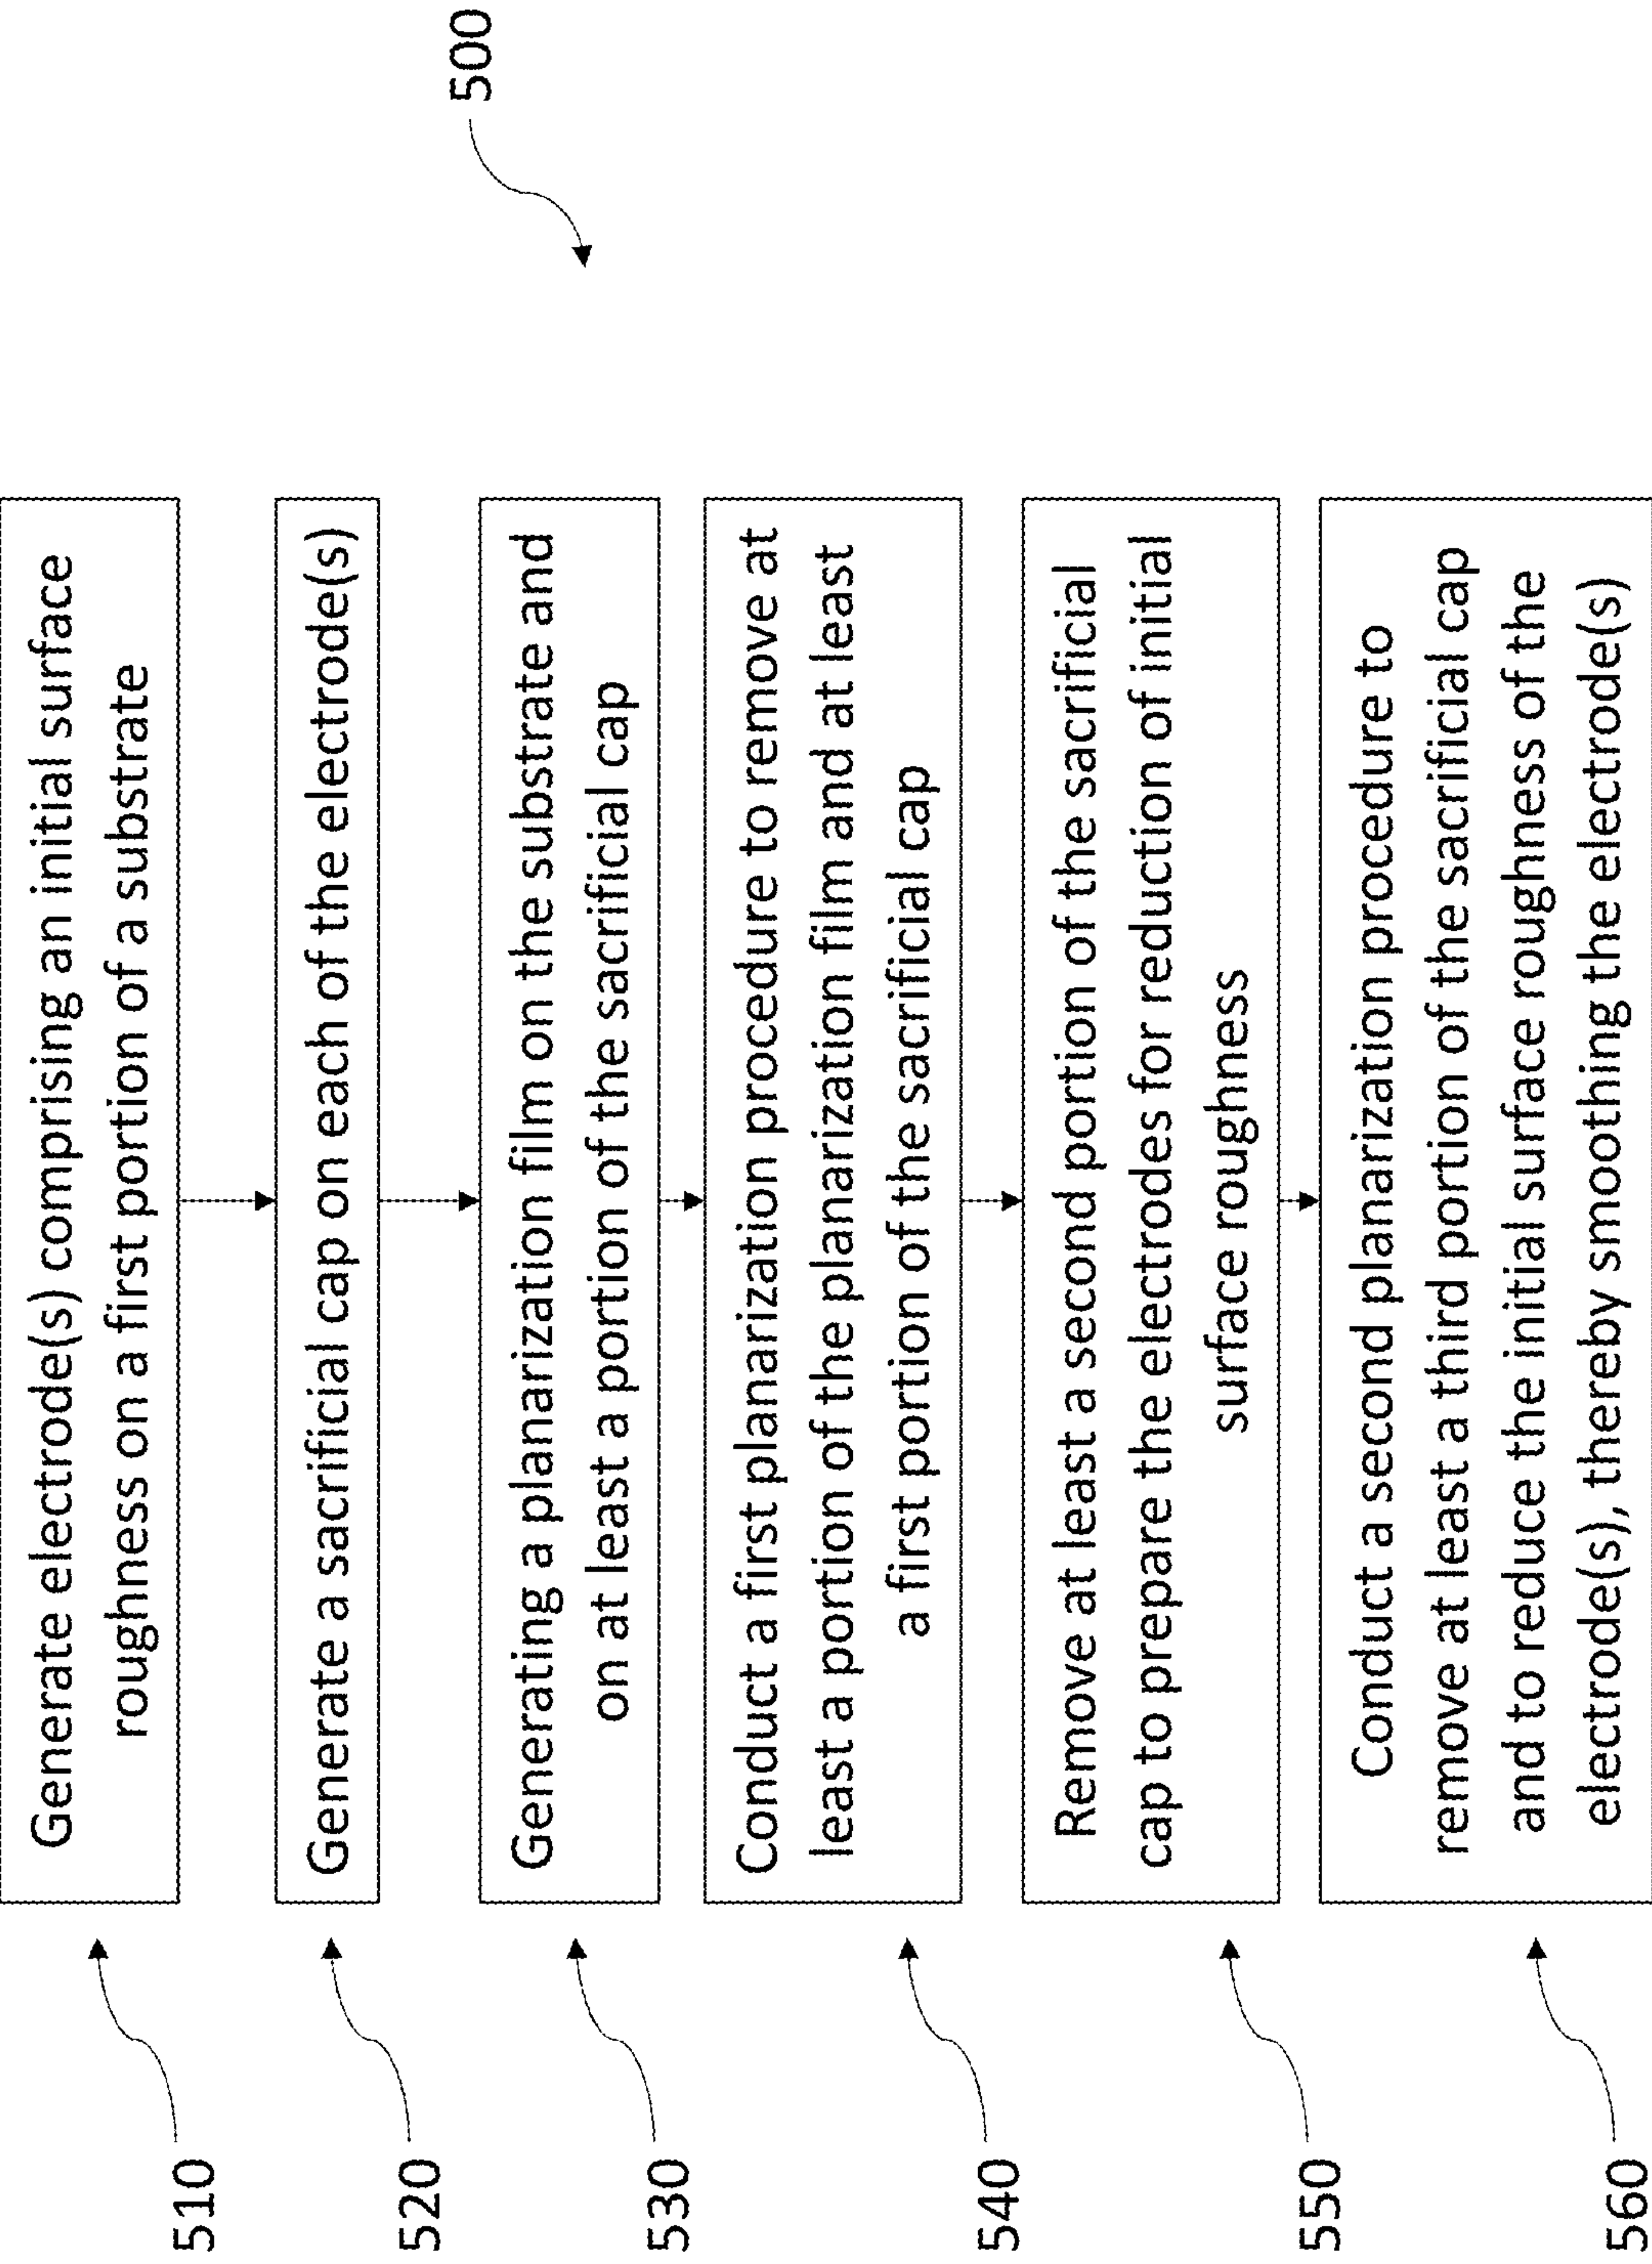 500
510
Generate electrode(s) comprising an initial surface
roughness on a first portion of a substrate
520
Generate a sacrificial cap on each of the electrode(s)
530
Generating a planarization film on the substrate and
on at least a portion of the sacrificial cap
540
Conduct a first planarization procedure to remove at
least a portion of the planarization film and at least
a first portion of the sacrificial cap
550
Remove at least a second portion of the sacrificial
cap to prepare the electrodes for reduction of initial
surface roughness
560
Conduct a second planarization procedure to
remove at least a third portion of the sacrificial cap
and to reduce the initial surface roughness of the
electrode(s), thereby smoothing the electrode(s)